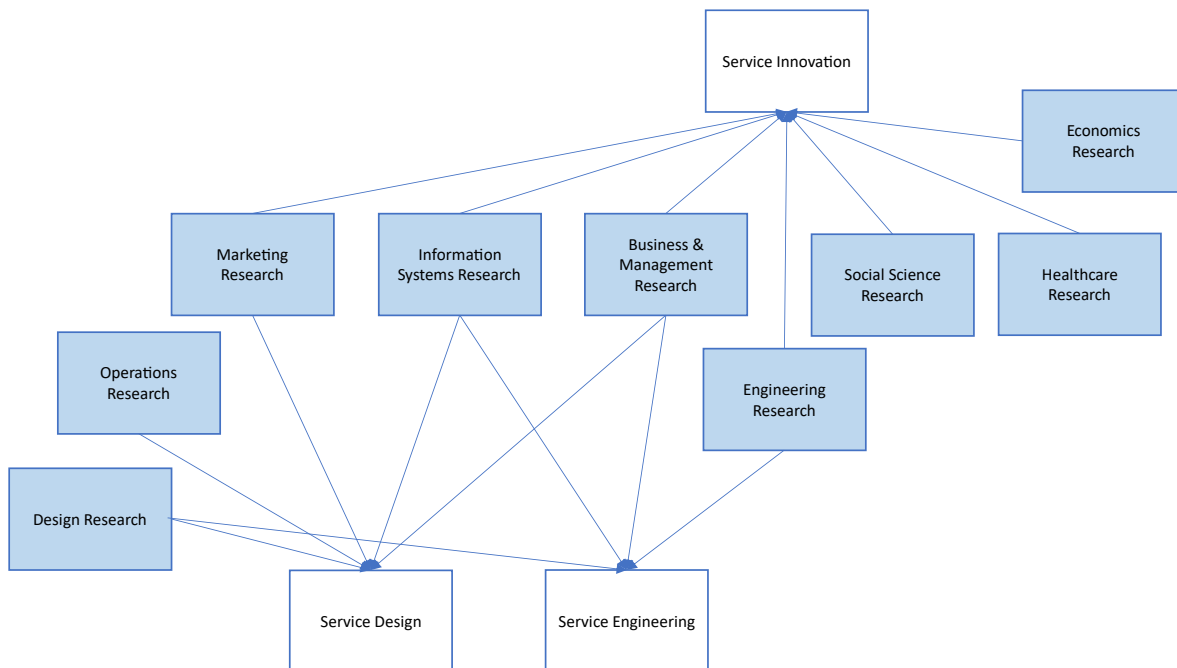 Service Innovation
Economics
Research
Marketing
Research
Information
Systems Research
Business &
Management
Research
Social Science
Research
Healthcare
Research
Operations
Research
Engineering
Research
Design Research
Service Design
Service Engineering